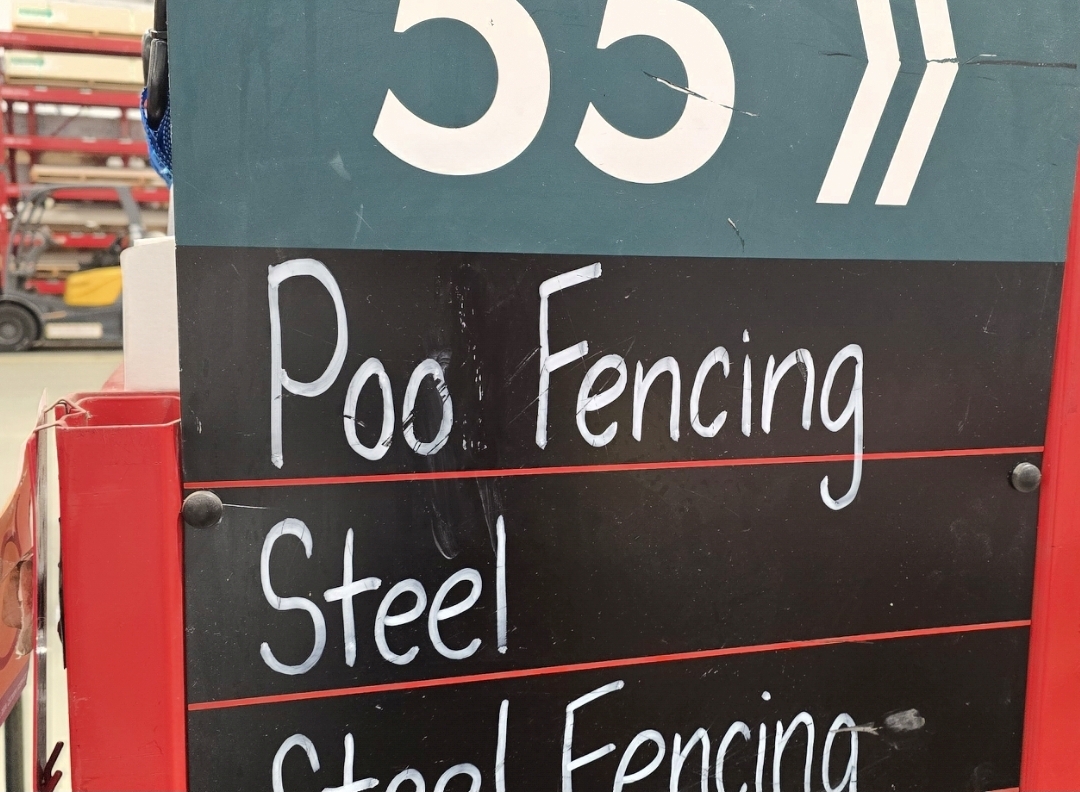 55 »
Poo Fencing
Steel
Steel Fencing